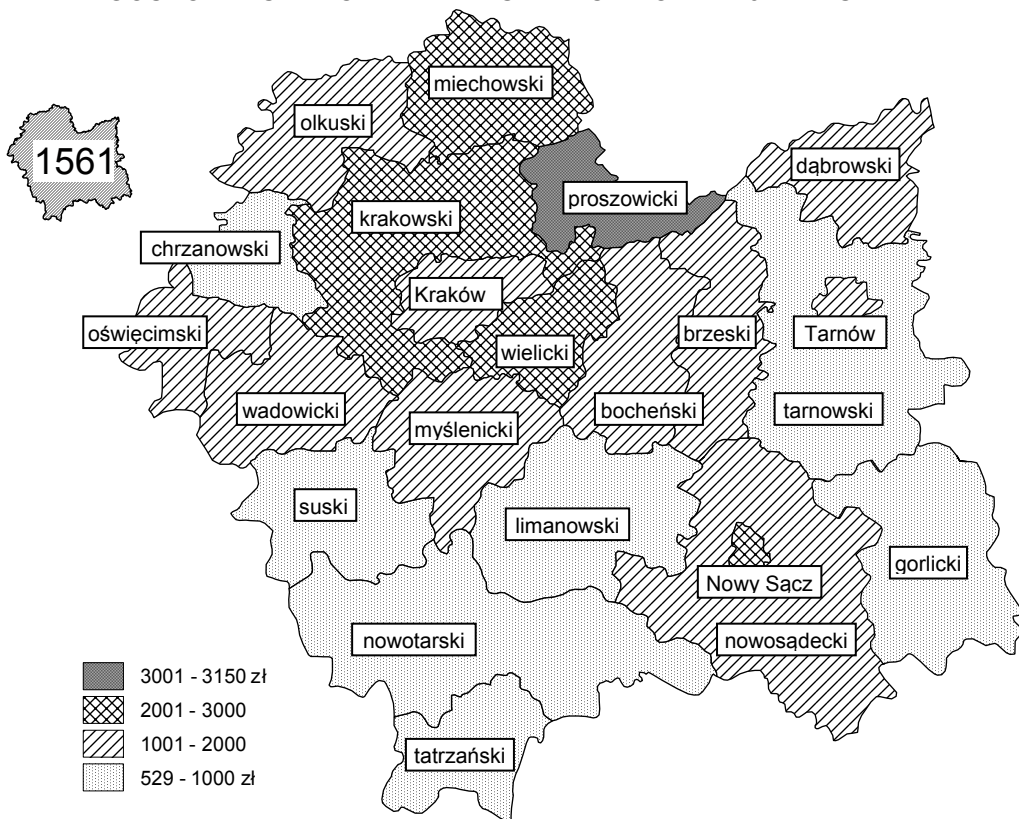 miechowski
olkuski
1561
dąbrowski
proszowicki
krakowski
chrzanowski
Kraków
oświęcimski
brzeski
Tarnów
wielicki
wadowicki
bocheński
tarnowski
myślenicki
suski
limanowski
gorlicki
Nowy Sącz
nowotarski
nowosądecki
3001 - 3150 zł
2001 - 3000
1001 - 2000
529 - 1000 zł
tatrzański